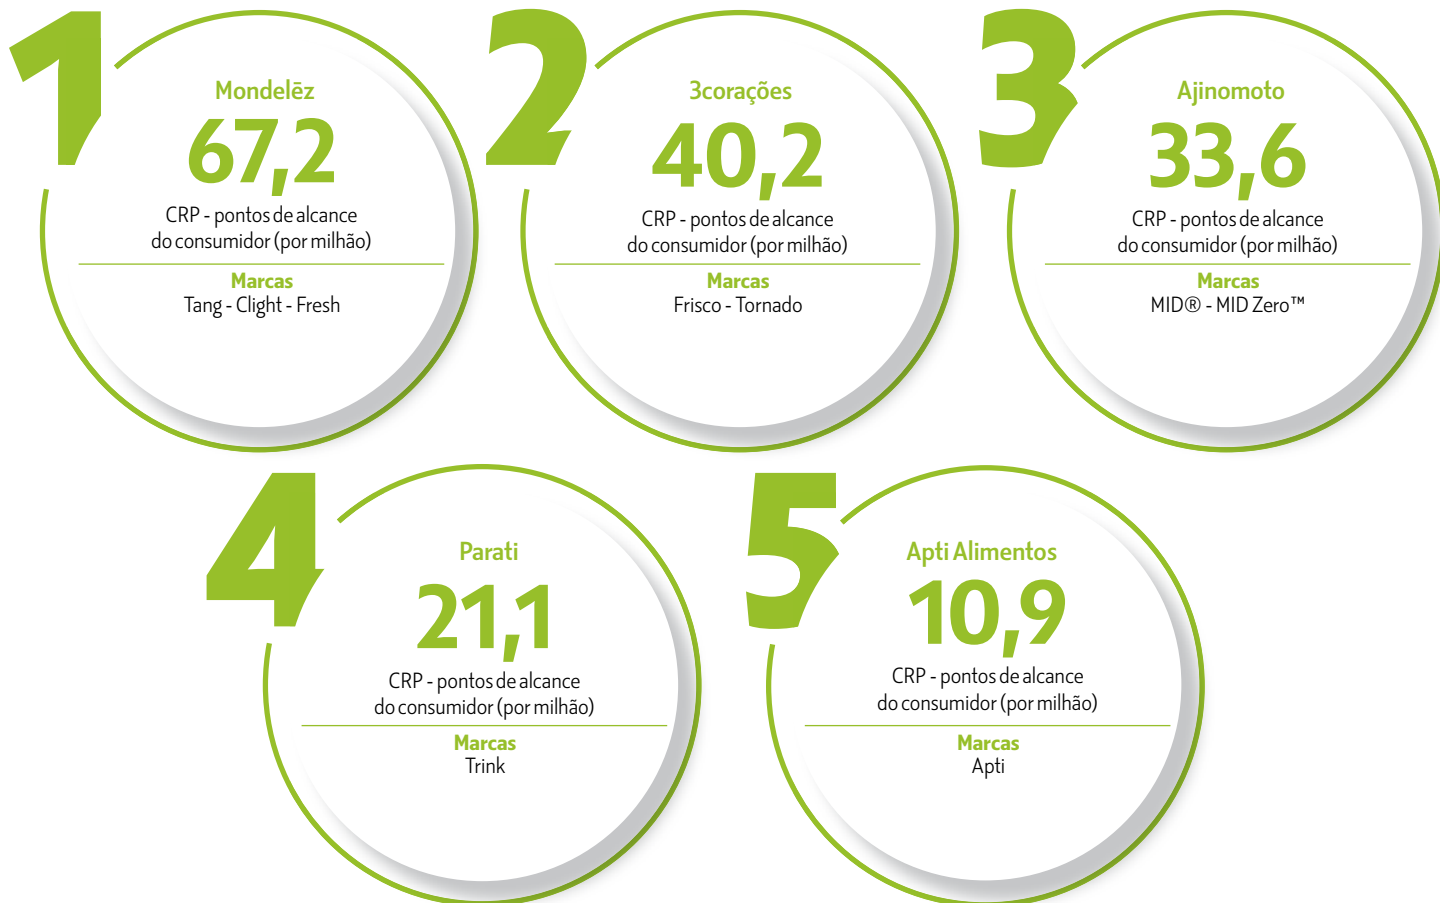 1
Mondelēz
67,2
CRP - pontos de alcance
do consumidor (por milhão)
Marcas
Tang - Clight - Fresh
2
3corações
40,2
CRP - pontos de alcance
do consumidor (por milhão)
Marcas
Frisco - Tornado
3
Ajinomoto
33,6
CRP - pontos de alcance
do consumidor (por milhão)
Marcas
MID® - MID Zero™
4
Parati
21,1
CRP - pontos de alcance
do consumidor (por milhão)
Marcas
Trink
5
Apti Alimentos
10,9
CRP - pontos de alcance
do consumidor (por milhão)
Marcas
Apti